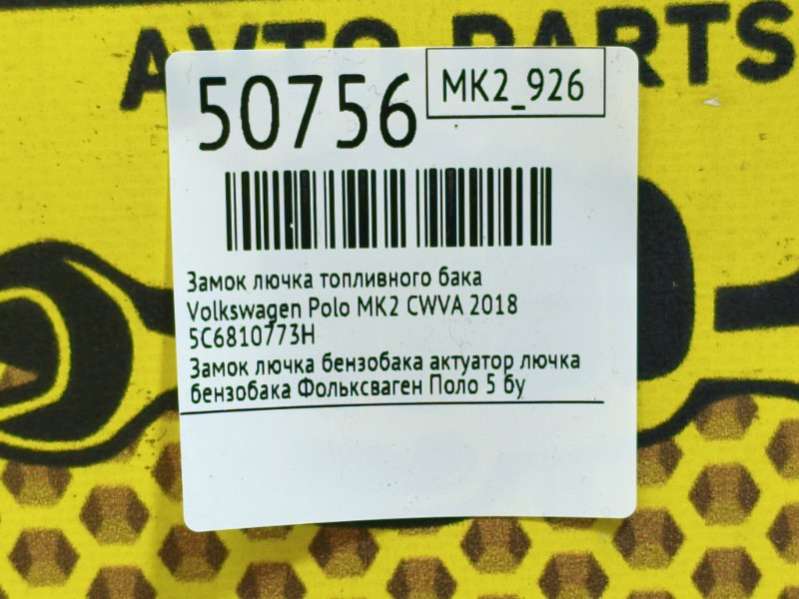 AVTO PARTS
50756
MK2_926
Замок лючка топливного бака
Volkswagen Polo MK2 CWVA 2018
5C6810773H
Замок лючка бензобака актуатор лючка
бензобака Фольксваген Поло 5 бу